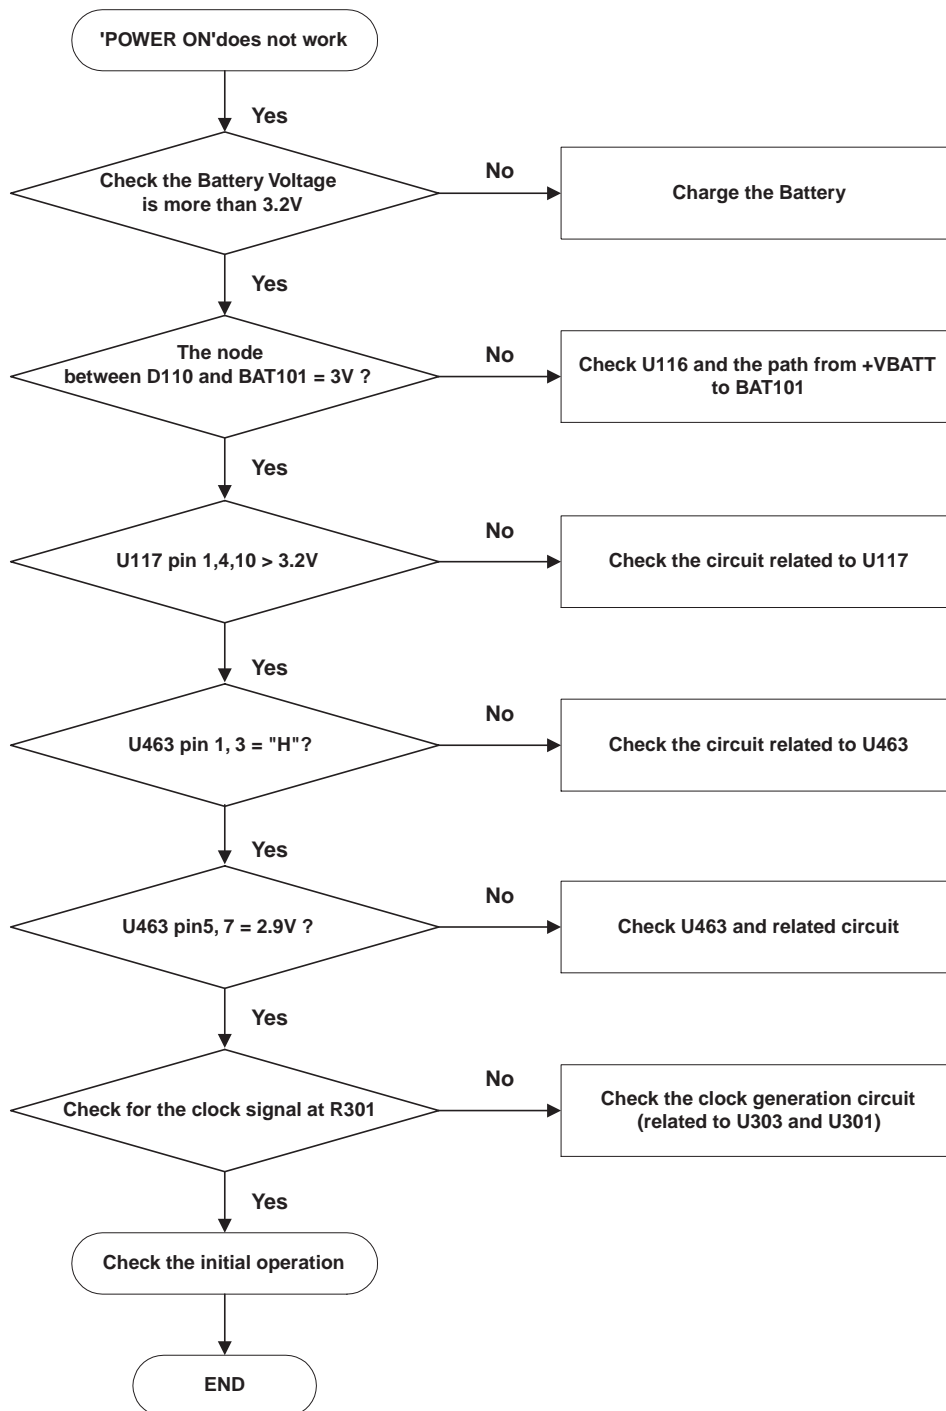 'POWER ON'does not work
Yes
Check the Battery Voltage
is more than 3.2V
No
Charge the Battery
Yes
The node
between D110 and BAT101 = 3V ?
No
Check U116 and the path from +VBATT
to BAT101
Yes
U117 pin 1,4,10 > 3.2V
No
Check the circuit related to U117
Yes
U463 pin 1, 3 = "H"?
No
Check the circuit related to U463
Yes
U463 pin5, 7 = 2.9V ?
No
Check U463 and related circuit
Yes
Check for the clock signal at R301
No
Check the clock generation circuit
(related to U303 and U301)
Yes
Check the initial operation
END